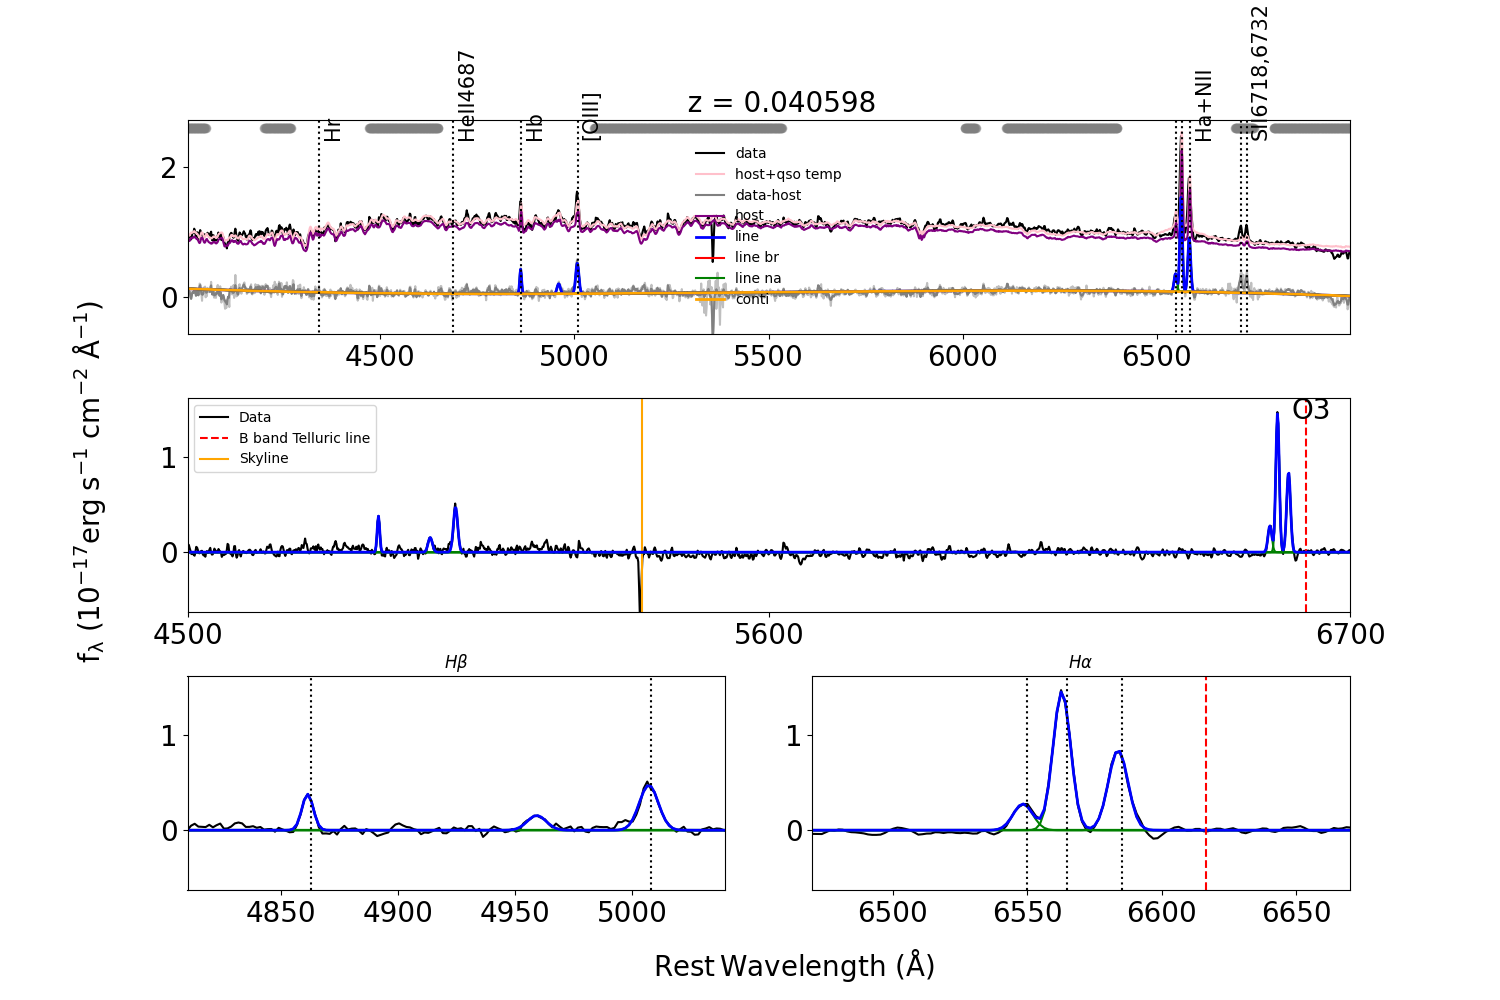 z = 0.040598
Hr
HeII4687
Hb
[OIII]
Ha+NII
SII6718,6732
data
host+qso temp
data-host
host
line
line br
line na
conti
2
0
4500 5000 5500 6000 6500
Data
B band Telluric line
Skyline
O3
1
0
4500 5600 6700
fλ (10−17erg s−1 cm−2 Å−1)
Hβ
1
0
4850 4900 4950 5000
Hα
1
0
6500 6550 6600 6650
Rest Wavelength (Å)